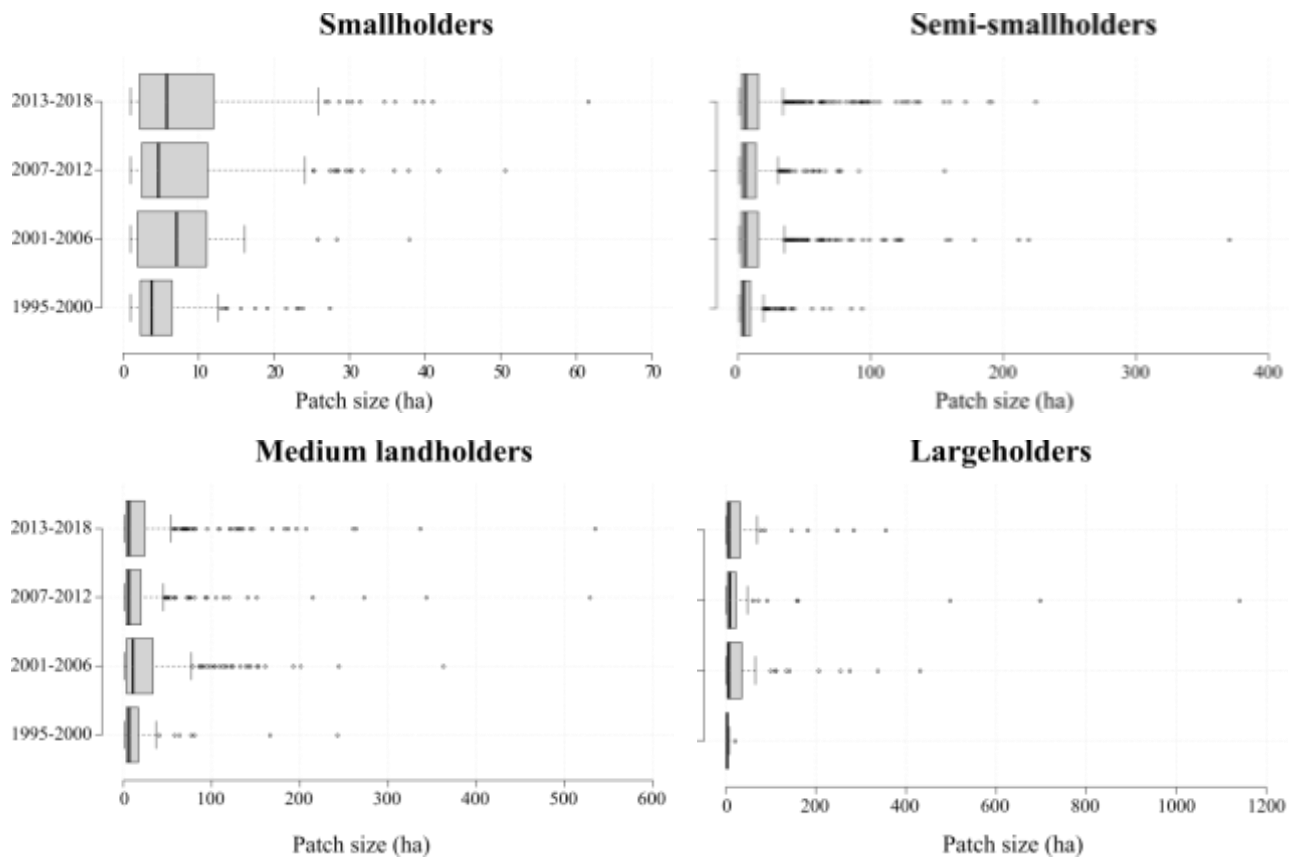 Smallholders
Semi-smallholders
2013-2018
2007-2012
2001-2006
1995-2000
0 10 20 30 40 50 60 70
Patch size (ha)
0 100 200 300 400
Patch size (ha)
Medium landholders
Largeholders
2013-2018
2007-2012
2001-2006
1995-2000
0 100 200 300 400 500 600
Patch size (ha)
0 200 400 600 800 1000 1200
Patch size (ha)